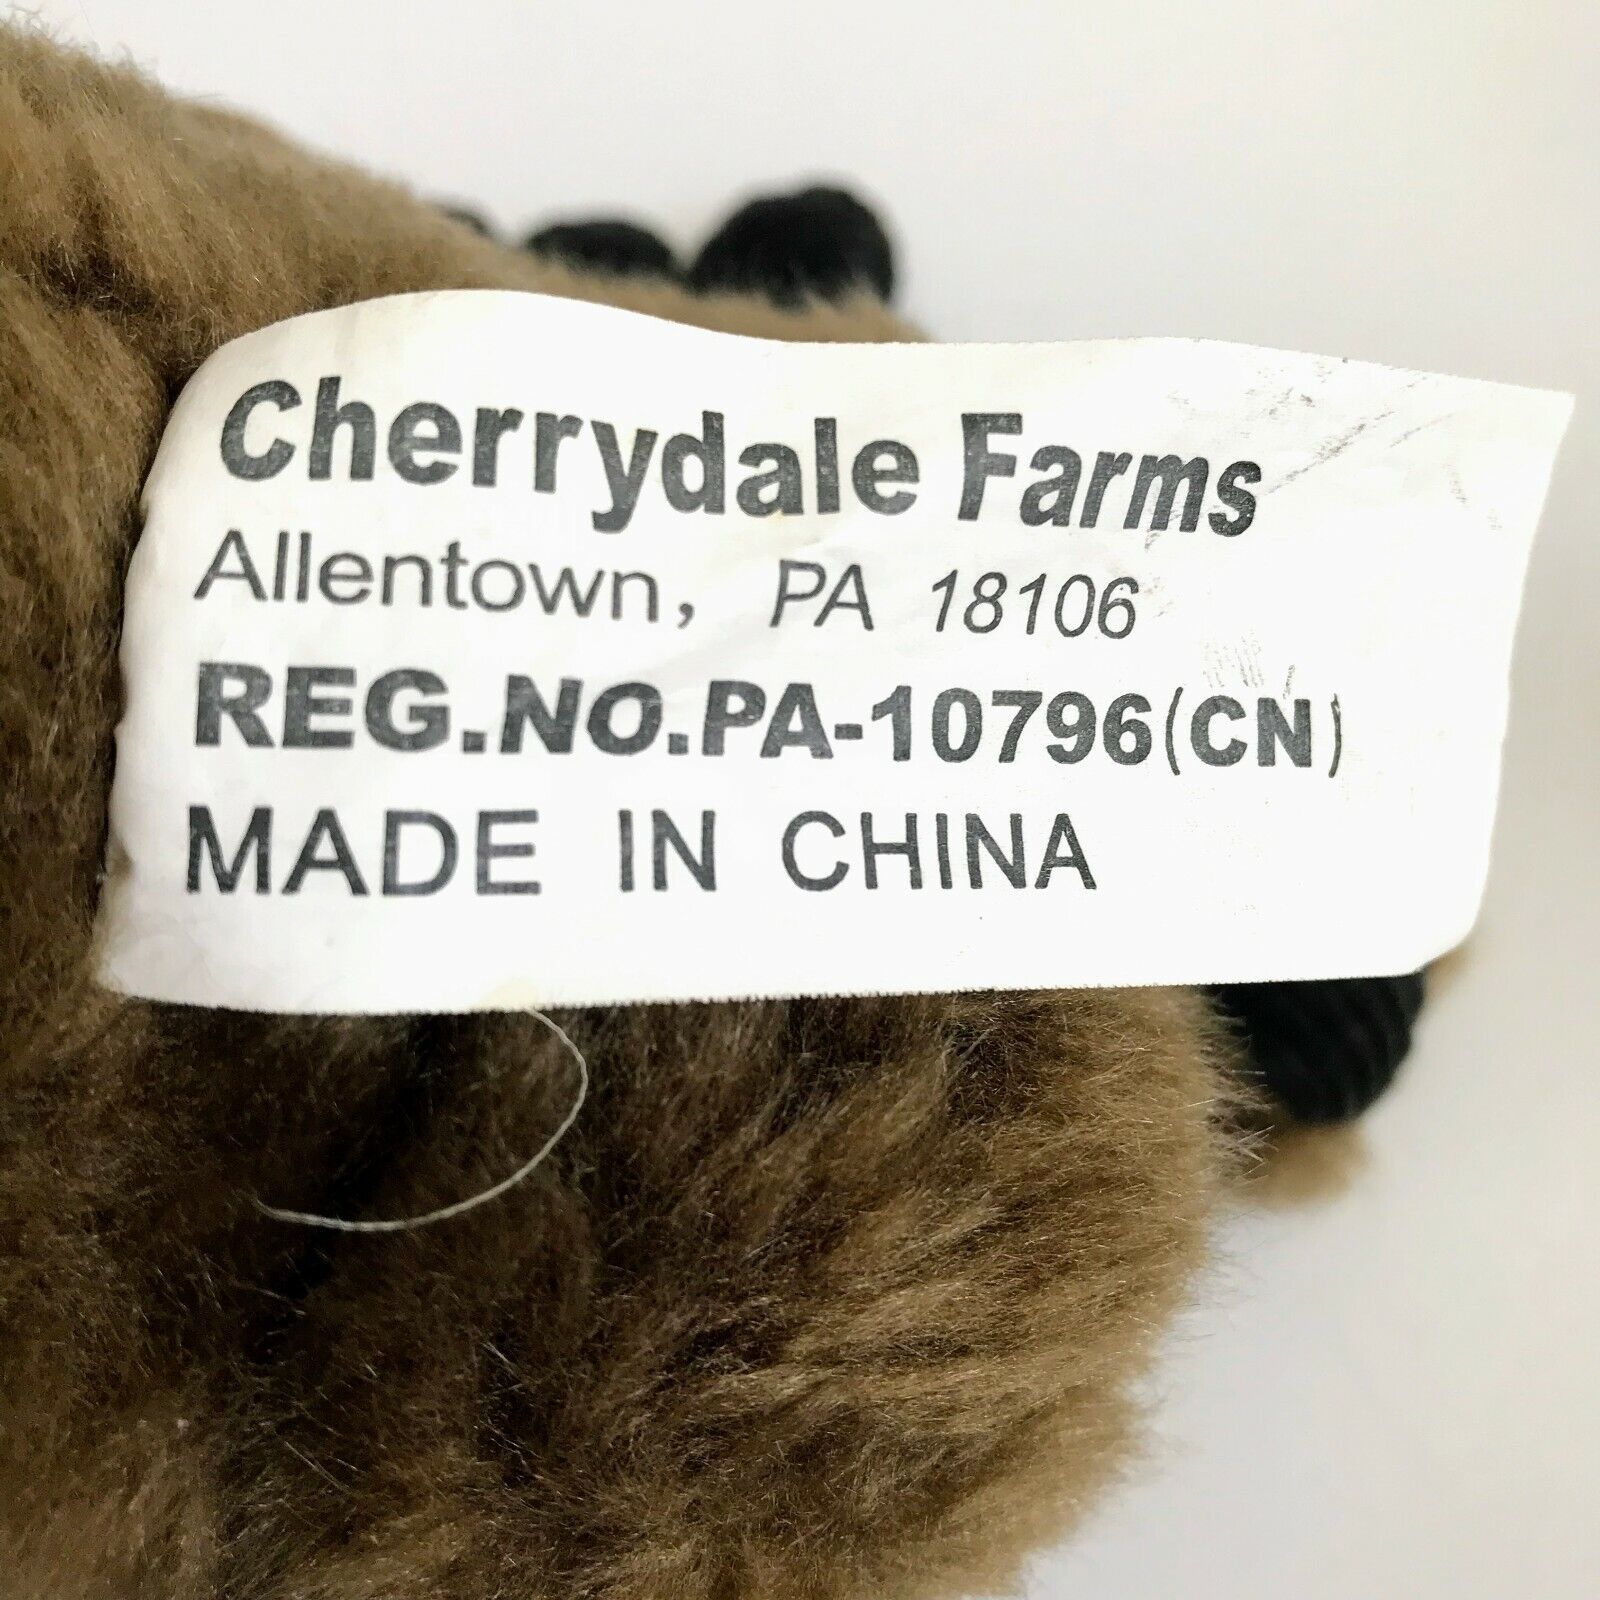 Cherrydale Farms
Allentown, PA 18106
REG.NO.PA-10796(CN)
MADE IN CHINA